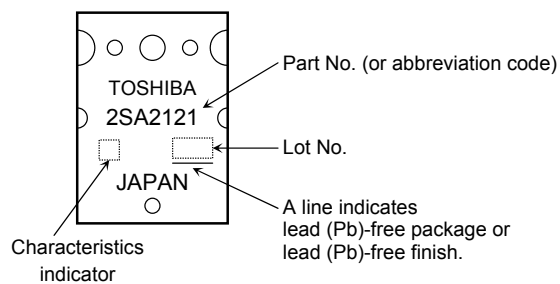 TOSHIBA
2SA2121
JAPAN
Part No. (or abbreviation code)
Lot No.
A line indicates
lead (Pb)-free package or
lead (Pb)-free finish.
Characteristics
indicator